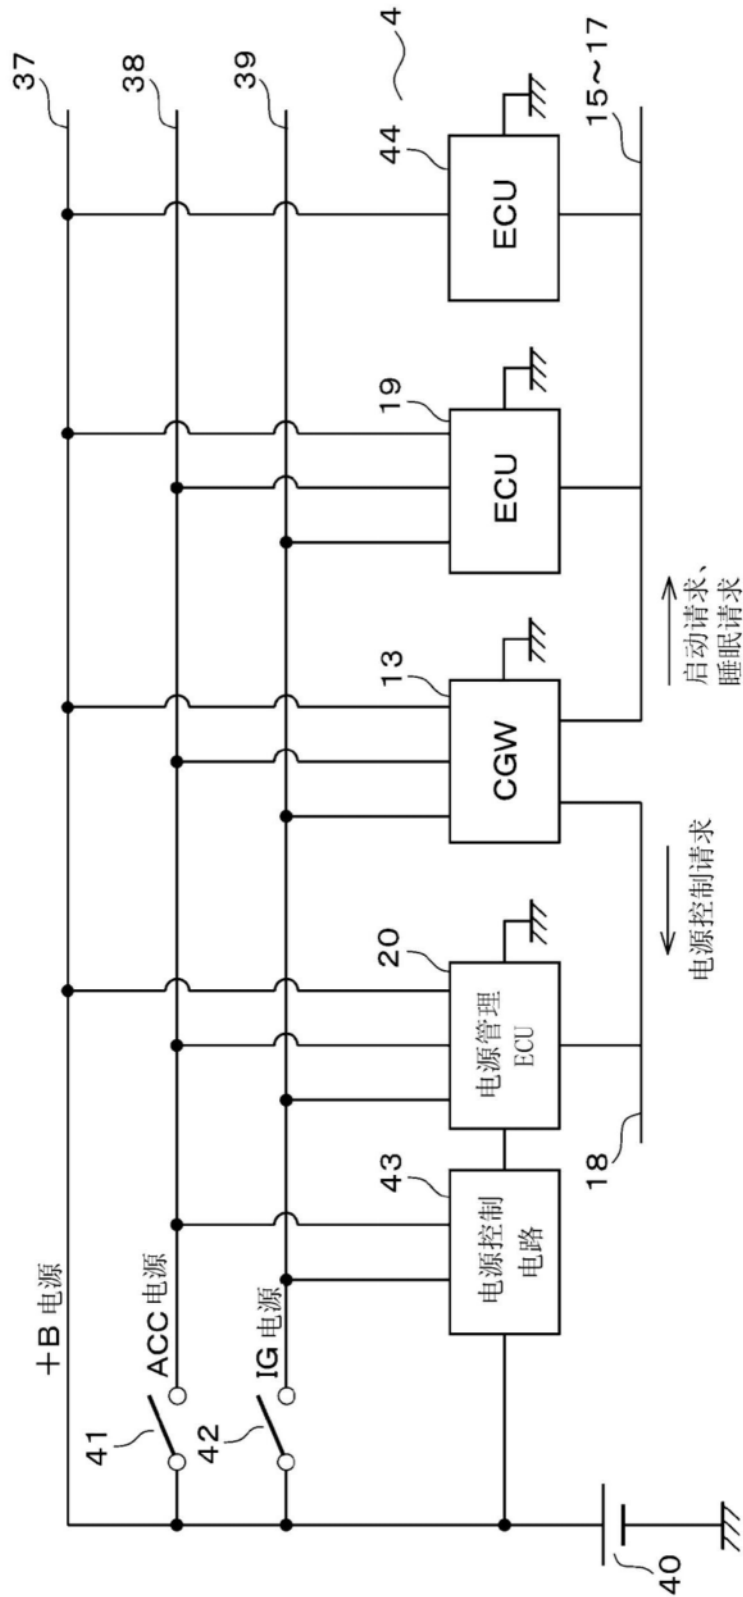 37
38
39
4
+B 电源
ACC 电源
IG 电源
41
42
43
电源控制
电路
20
电源管理
ECU
13
CGW
19
ECU
44
ECU
40
18
15~17
电源控制请求
启动请求、
睡眠请求